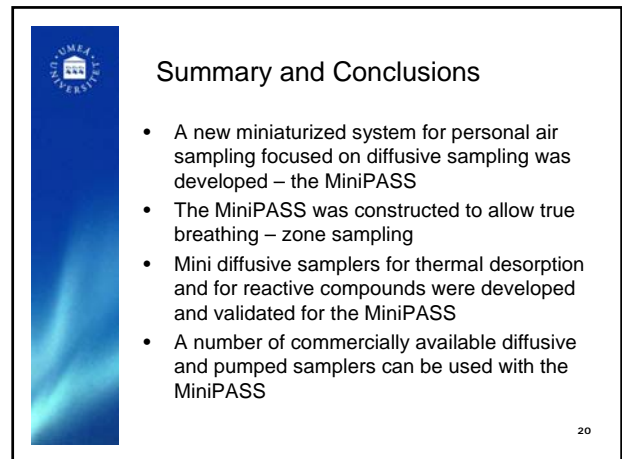 UMEÅ UNIVERSITET
Summary and Conclusions
• A new miniaturized system for personal air
sampling focused on diffusive sampling was
developed – the MiniPASS
• The MiniPASS was constructed to allow true
breathing – zone sampling
• Mini diffusive samplers for thermal desorption
and for reactive compounds were developed
and validated for the MiniPASS
• A number of commercially available diffusive
and pumped samplers can be used with the
MiniPASS
20